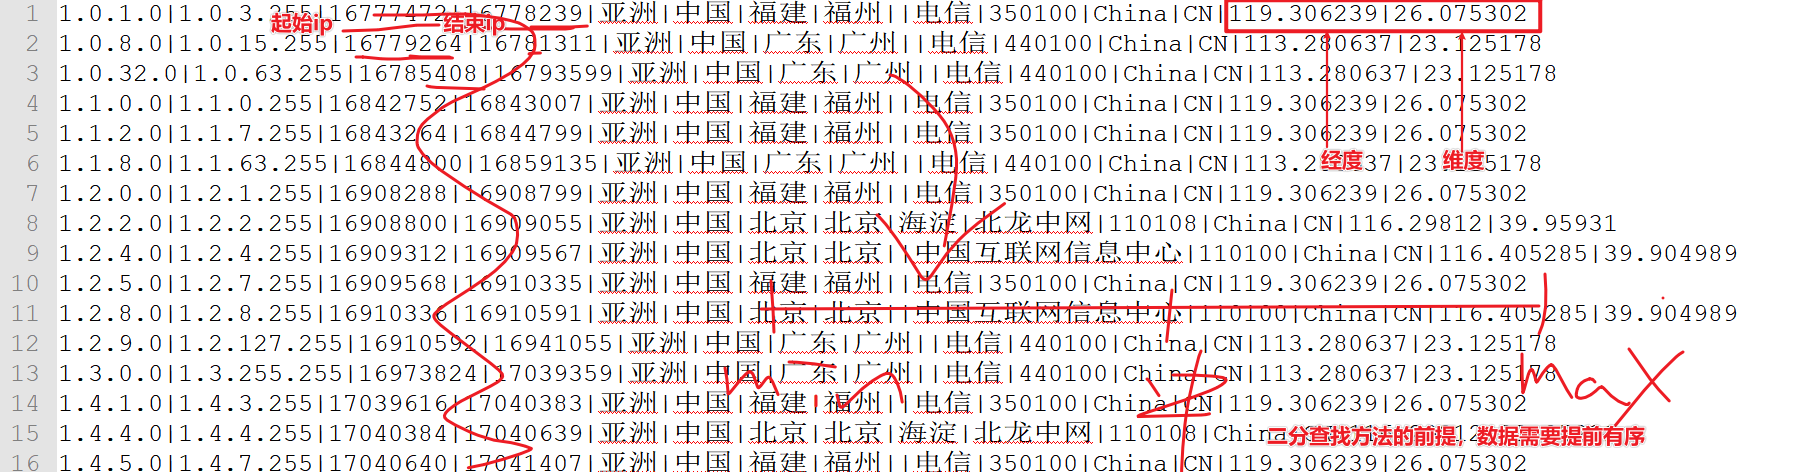 1 1.0.1.0|1.0.3.255|16777472|16778239|亚洲|中国|福建|福州||电信|350100|China|CN|119.306239|26.075302
起始ip
结束ip
2 1.0.8.0|1.0.15.255|16779264|16781311|亚洲|中国|广东|广州||电信|440100|China|CN|113.280637|23.125178
3 1.0.32.0|1.0.63.255|16785408|16793599|亚洲|中国|广东|广州||电信|440100|China|CN|113.280637|23.125178
4 1.1.0.0|1.1.0.255|16842752|16843007|亚洲|中国|福建|福州||电信|350100|China|CN|119.306239|26.075302
5 1.1.2.0|1.1.7.255|16843264|16844799|亚洲|中国|福建|福州||电信|350100|China|CN|119.306239|26.075302
6 1.1.8.0|1.1.63.255|16844800|16859135|亚洲|中国|广东|广州||电信|440100|China|CN|113.280637|23.125178
经度
维度
7 1.2.0.0|1.2.1.255|16908288|16908799|亚洲|中国|福建|福州||电信|350100|China|CN|119.306239|26.075302
8 1.2.2.0|1.2.2.255|16908800|16909055|亚洲|中国|北京|北京|海淀|北龙中网|110108|China|CN|116.29812|39.95931
9 1.2.4.0|1.2.4.255|16909312|16909567|亚洲|中国|北京|北京||中国互联网信息中心|110100|China|CN|116.405285|39.904989
10 1.2.5.0|1.2.7.255|16909568|16910335|亚洲|中国|福建|福州||电信|350100|China|CN|119.306239|26.075302
11 1.2.8.0|1.2.8.255|16910336|16910591|亚洲|中国|北京|北京||中国互联网信息中心|110100|China|CN|116.405285|39.904989
12 1.2.9.0|1.2.127.255|16910592|16941055|亚洲|中国|广东|广州||电信|440100|China|CN|113.280637|23.125178
13 1.3.0.0|1.3.255.255|16973824|17039359|亚洲|中国|广东|广州||电信|440100|China|CN|113.280637|23.125178
max
14 1.4.1.0|1.4.3.255|17039616|17040383|亚洲|中国|福建|福州||电信|350100|China|CN|119.306239|26.075302
15 1.4.4.0|1.4.4.255|17040384|17040639|亚洲|中国|北京|北京|海淀|北龙中网|110108|China
二分查找方法的前提，数据需要提前有序
16 1.4.5.0|1.4.7.255|17040640|17041407|亚洲|中国|福建|福州||电信|350100|China|CN|119.306239|26.075302